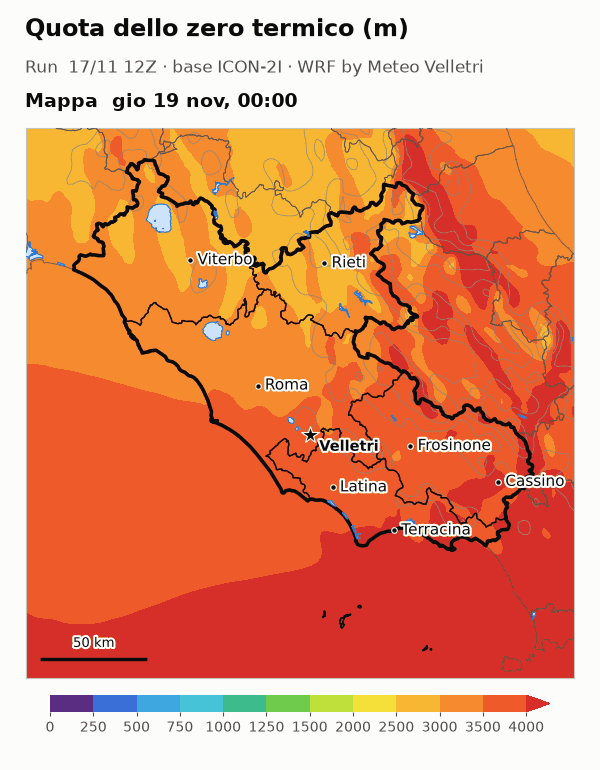 Quota dello zero termico (m)
Run  17/11 12Z · base ICON-2I · WRF by Meteo Velletri
Mappa  gio 19 nov, 00:00
Viterbo
Rieti
Roma
Velletri
Frosinone
Latina
Cassino
Terracina
50 km
0 250 500 750 1000 1250 1500 2000 2500 3000 3500 4000